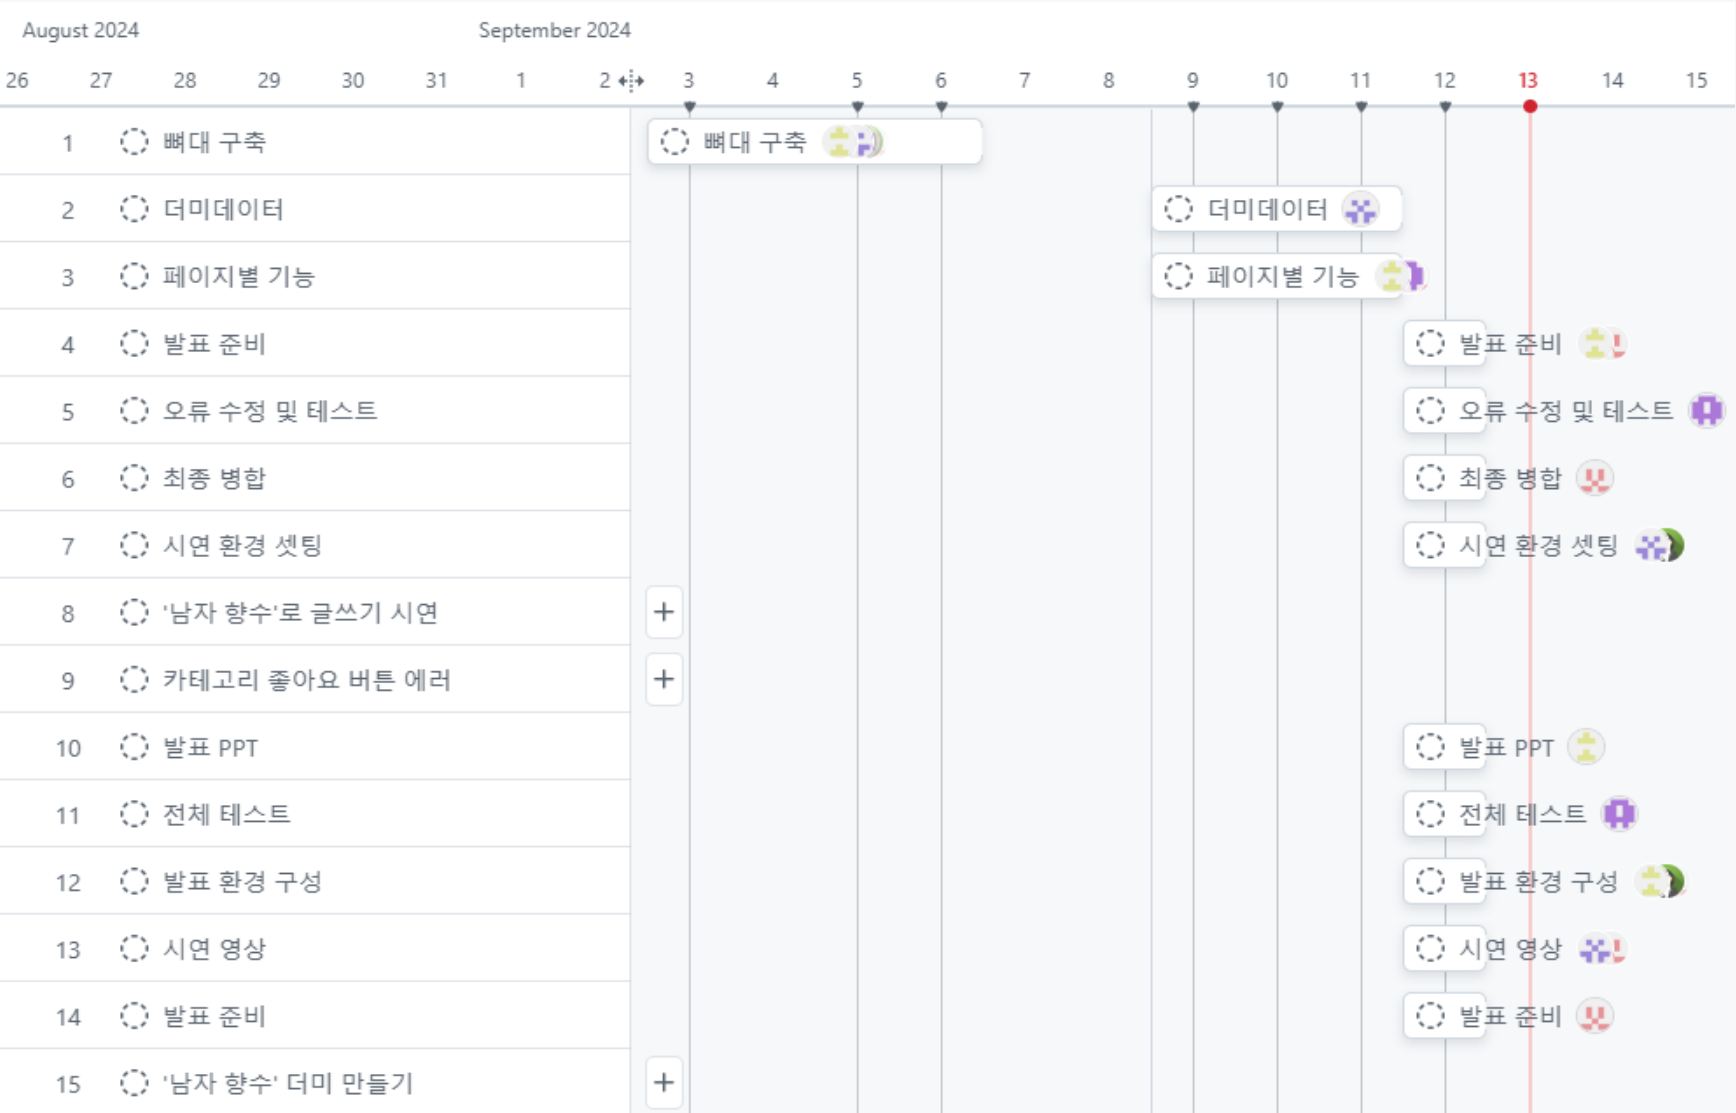 August 2024 September 2024
26 27 28 29 30 31 1 2 3 4 5 6 7 8 9 10 11 12 13 14 15
1 뼈대 구축 뼈대 구축
2 더미데이터 더미데이터
3 페이지별 기능 페이지별 기능
4 발표 준비 발표 준비
5 오류 수정 및 테스트 오류 수정 및 테스트
6 최종 병합 최종 병합
7 시연 환경 셋팅 시연 환경 셋팅
8 '남자 향수'로 글쓰기 시연
9 카테고리 좋아요 버튼 에러
10 발표 PPT 발표 PPT
11 전체 테스트 전체 테스트
12 발표 환경 구성 발표 환경 구성
13 시연 영상 시연 영상
14 발표 준비 발표 준비
15 '남자 향수' 더미 만들기